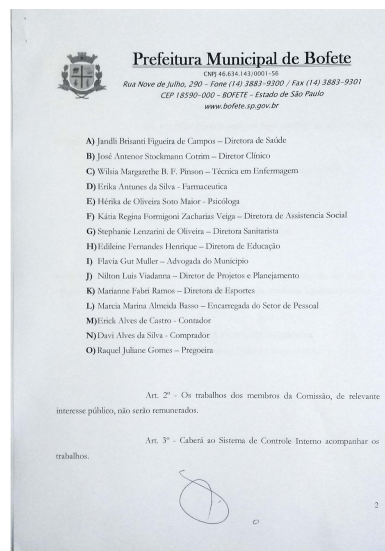 Prefeitura Municipal de Bofete
CNPJ 46.634.143/0001-56
Rua Nove de Julho, 290 – Fone (14) 3883-9300 / Fax (14) 3883-9301
CEP 18590-000 – BOFETE – Estado de São Paulo
www.bofete.sp.gov.br
A) Jandli Brisanti Figueira de Campos – Diretora de Saúde
B) José Antenor Stockmann Cotrim – Diretor Clínico
C) Wilsia Margarethe B. F. Pinson – Técnica em Enfermagem
D) Erika Antunes da Silva - Farmaceutica
E) Hérika de Oliveira Soto Maior - Psicóloga
F) Kátia Regina Formigoni Zacharias Veiga – Diretora de Assistencia Social
G) Stephanie Lenzarini de Oliveira – Diretora Sanitarista
H) Edileine Fernandes Henrique – Diretora de Educação
I) Flavia Gut Muller – Advogada do Municipio
J) Nilton Luis Viadanna – Diretor de Projetos e Planejamento
K) Marianne Fabri Ramos – Diretora de Esportes
L) Marcia Marina Almeida Basso – Encarregada do Setor de Pessoal
M) Erick Alves de Castro - Contador
N) Davi Alves da Silva - Comprador
O) Raquel Juliane Gomes – Pregoeira
Art. 2º - Os trabalhos dos membros da Comissão, de relevante
interesse público, não serão remunerados.
Art. 3º - Caberá ao Sistema de Controle Interno acompanhar os
trabalhos.
2